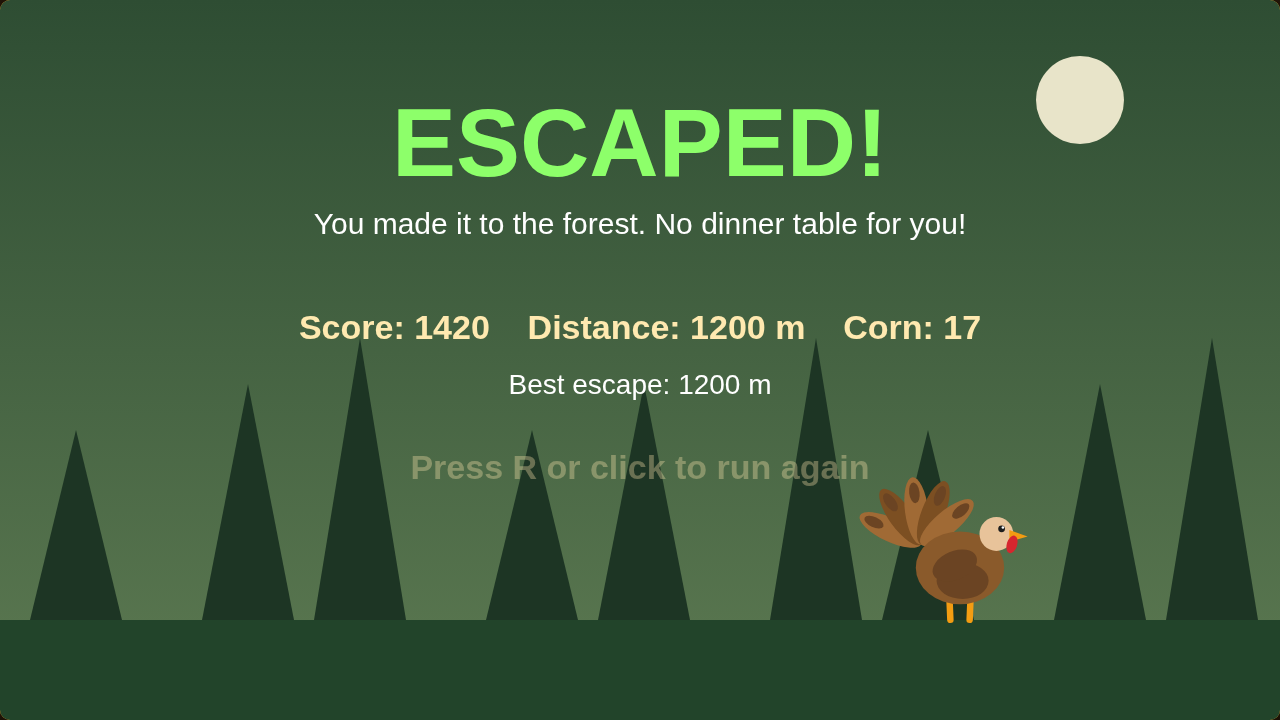 ESCAPED!
You made it to the forest. No dinner table for you!
Score: 1420 Distance: 1200 m Corn: 17
Best escape: 1200 m
Press R or click to run again